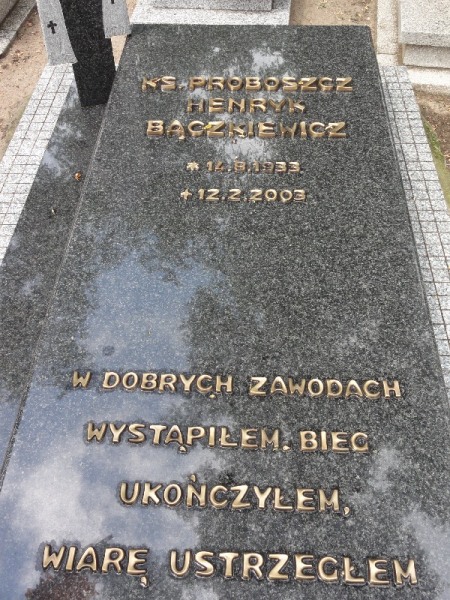 KS. PROBOSZCZ
HENRYK
BĄCZKIEWICZ
* 14.8.1933
+ 12.2.2003
W DOBRYCH ZAWODACH
WYSTĄPIŁEM. BIEG
UKOŃCZYŁEM,
WIARĘ USTRZEGŁEM